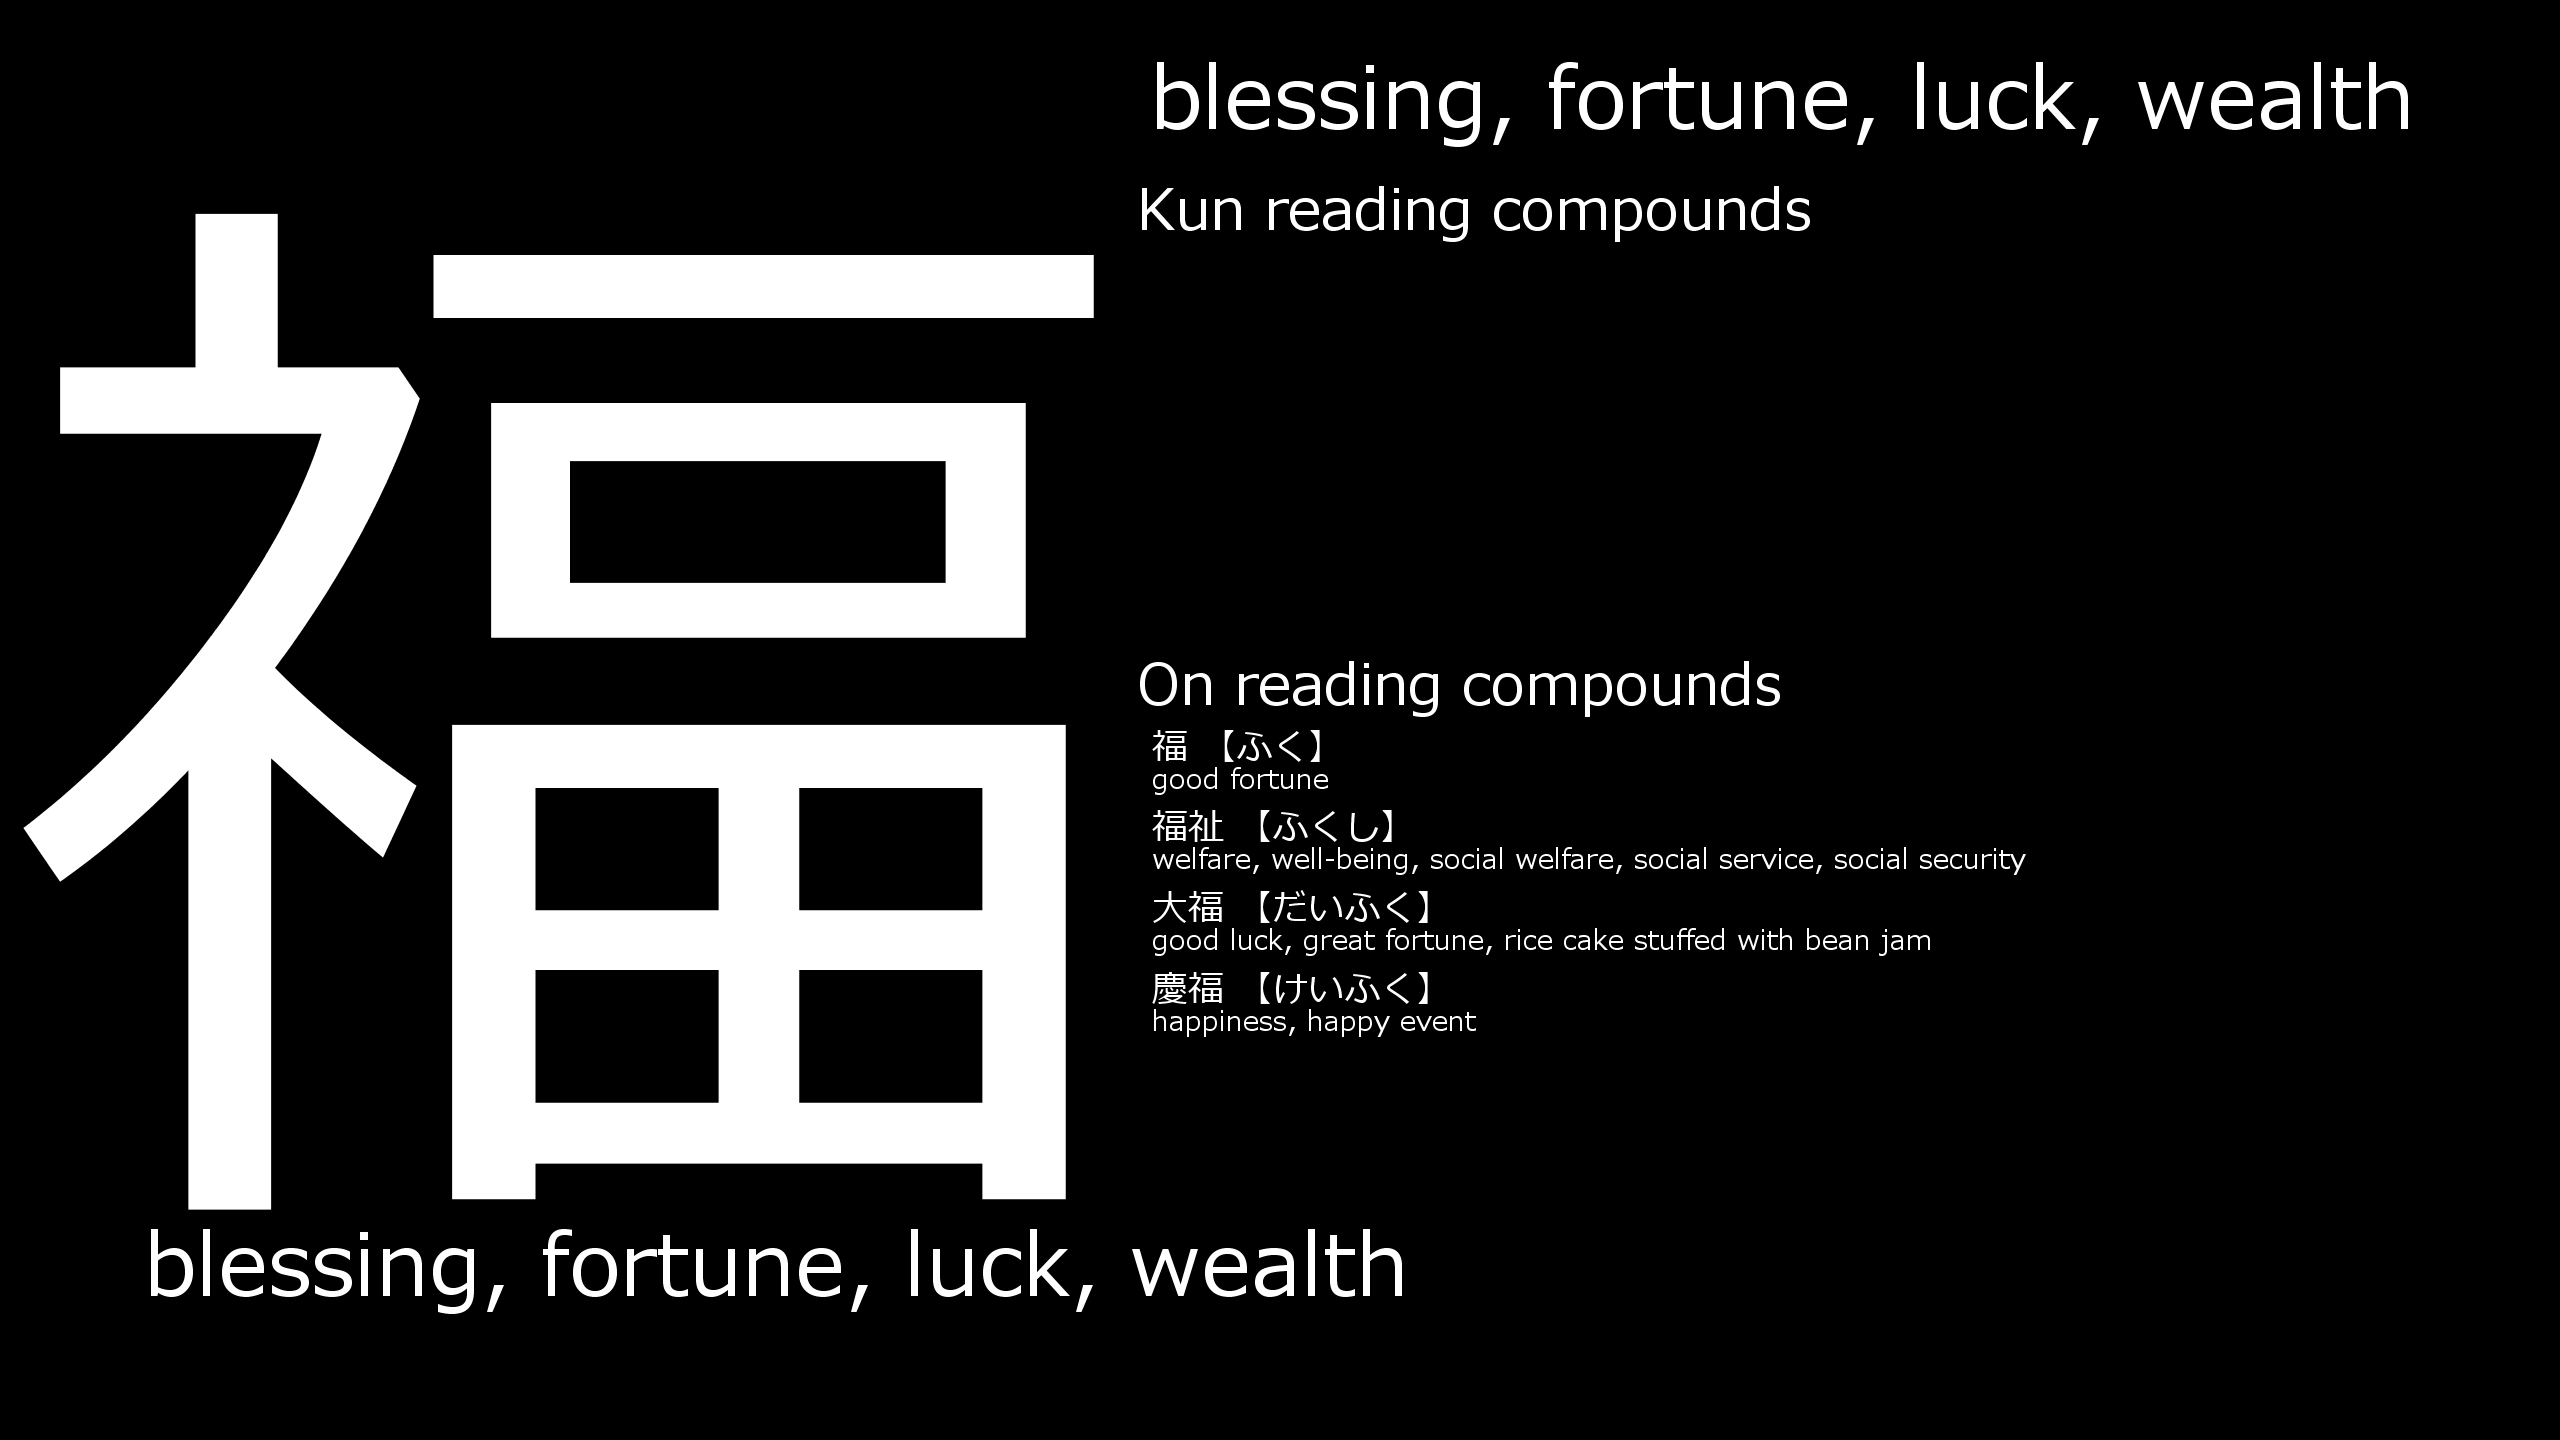 福
blessing, fortune, luck, wealth
blessing, fortune, luck, wealth
Kun reading compounds
On reading compounds
福 【ふく】
good fortune
福祉 【ふくし】
welfare, well-being, social welfare, social service, social security
大福 【だいふく】
good luck, great fortune, rice cake stuffed with bean jam
慶福 【けいふく】
happiness, happy event